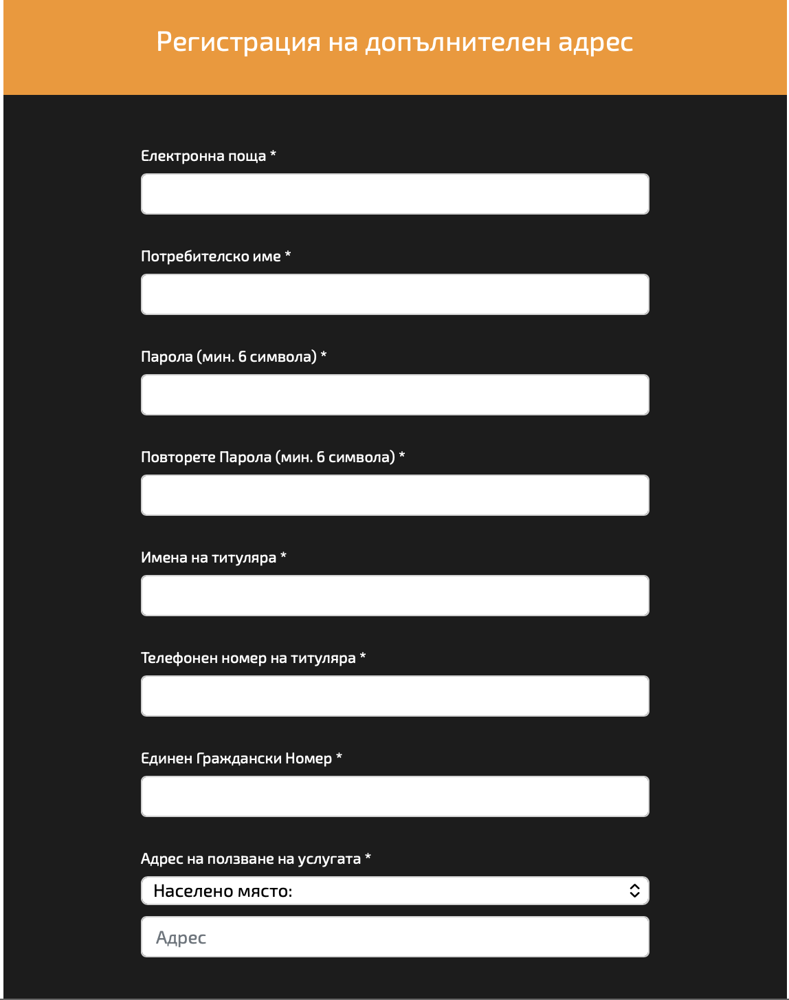 Регистрация на допълнителен адрес
Електронна поща *
Потребителско име *
Парола (мин. 6 символа) *
Повторете Парола (мин. 6 символа) *
Имена на титуляра *
Телефонен номер на титуляра *
Единен Граждански Номер *
Адрес на ползване на услугата *
Населено място:
Адрес